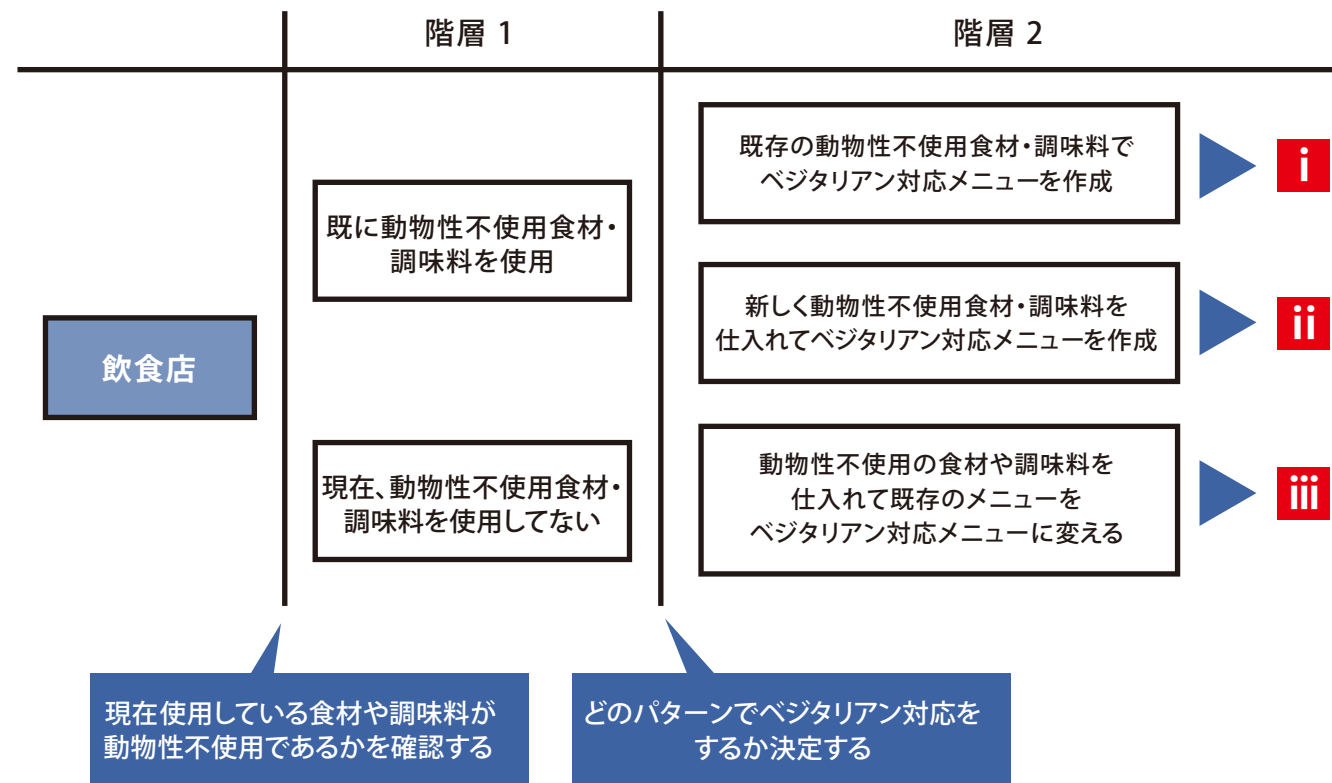 階層 1
階層 2
飲食店
既に動物性不使用食材・
調味料を使用
現在、動物性不使用食材・
調味料を使用してない
既存の動物性不使用食材・調味料で
ベジタリアン対応メニューを作成
i
新しく動物性不使用食材・調味料を
仕入れてベジタリアン対応メニューを作成
ii
動物性不使用の食材や調味料を
仕入れて既存のメニューを
ベジタリアン対応メニューに変える
iii
現在使用している食材や調味料が
動物性不使用であるかを確認する
どのパターンでベジタリアン対応を
するか決定する